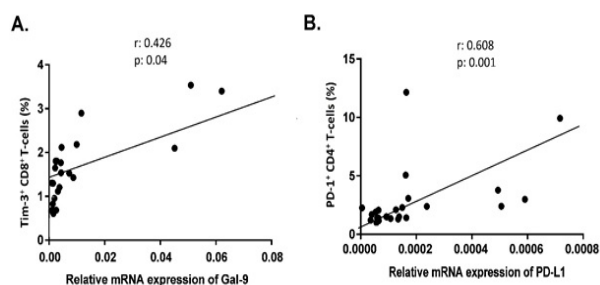 A.
r: 0.426
p: 0.04
Tim-3⁺ CD8⁺ T-cells (%)
4
3
2
1
0
0.00
0.02
0.04
0.06
0.08
Relative mRNA expression of Gal-9
B.
r: 0.608
p: 0.001
PD-1⁺ CD4⁺ T-cells (%)
15
10
5
0
0.0000
0.0002
0.0004
0.0006
0.0008
Relative mRNA expression of PD-L1